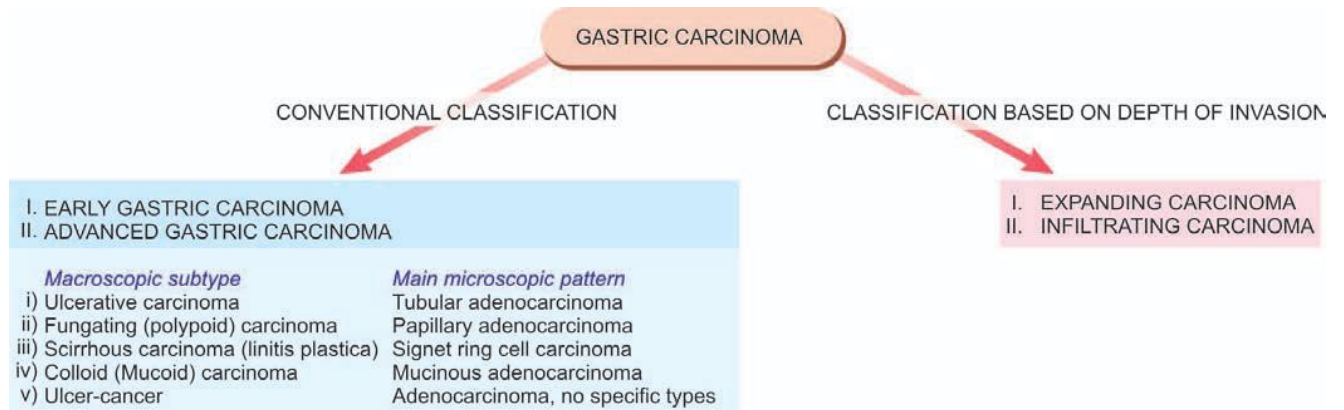 GASTRIC CARCINOMA
CONVENTIONAL CLASSIFICATION
CLASSIFICATION BASED ON DEPTH OF INVASION
I. EARLY GASTRIC CARCINOMA
II. ADVANCED GASTRIC CARCINOMA
Macroscopic subtype Main microscopic pattern
i) Ulcerative carcinoma Tubular adenocarcinoma
ii) Fungating (polypoid) carcinoma Papillary adenocarcinoma
iii) Scirrhous carcinoma (linitis plastica) Signet ring cell carcinoma
iv) Colloid (Mucoid) carcinoma Mucinous adenocarcinoma
v) Ulcer-cancer Adenocarcinoma, no specific types
I. EXPANDING CARCINOMA
II. INFILTRATING CARCINOMA